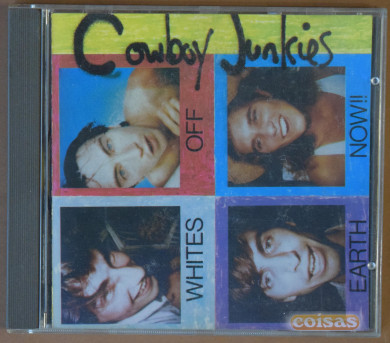 Cowboy Junkies
WHITES
OFF
EARTH
NOW!!
coisas